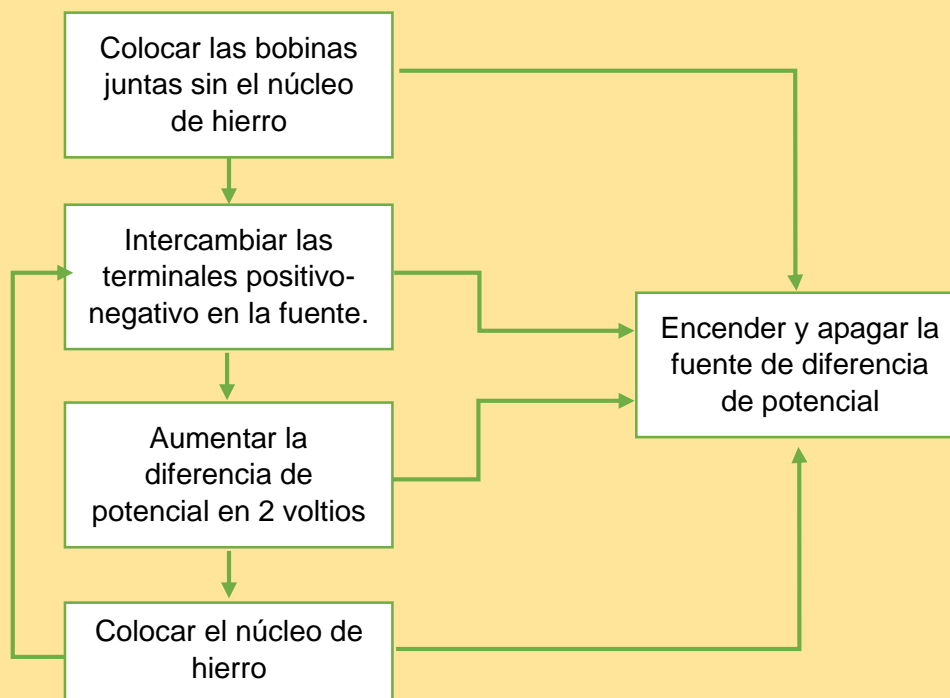 Colocar las bobinas
juntas sin el núcleo
de hierro
Intercambiar las
terminales positivo-
negativo en la fuente.
Encender y apagar la
fuente de diferencia
de potencial
Aumentar la
diferencia de
potencial en 2 voltios
Colocar el núcleo de
hierro